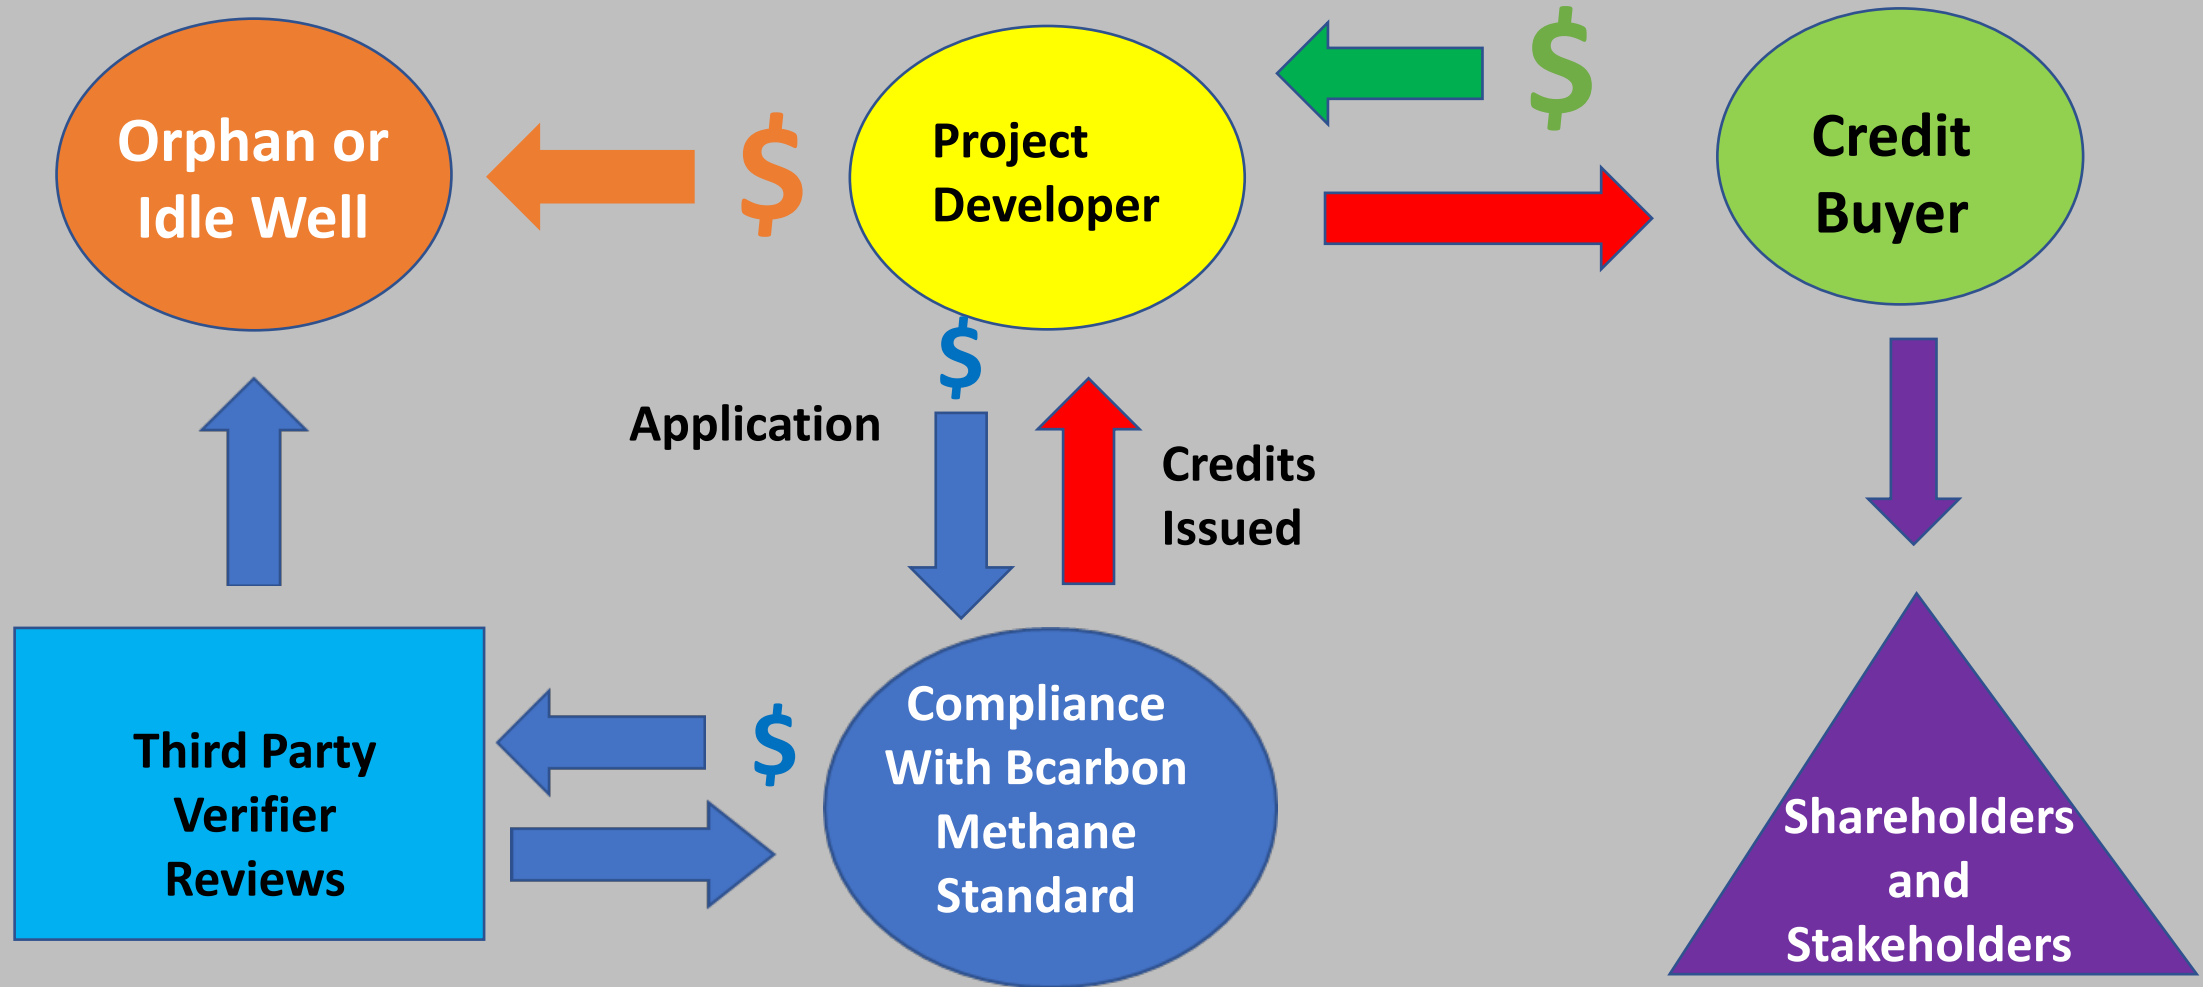 Orphan or
Idle Well
$
Project
Developer
$
Credit
Buyer
$
Application
Credits
Issued
Third Party
Verifier
Reviews
$
Compliance
With Bcarbon
Methane
Standard
Shareholders
and
Stakeholders